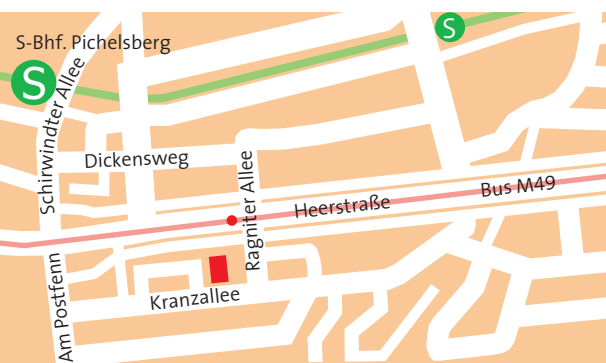 S-Bhf. Pichelsberg
S
S
Schirwindter Allee
Dickensweg
Ragniter Allee
Heerstraße
Bus M49
Am Postfenn
Kranzallee